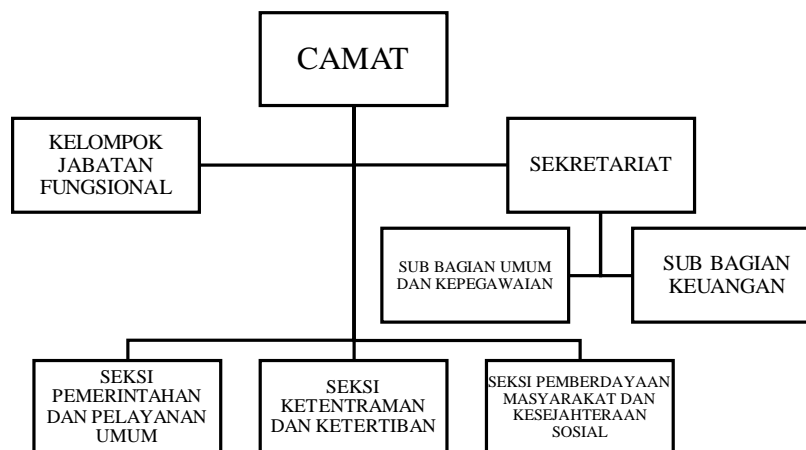 CAMAT
KELOMPOK
JABATAN
FUNGSIONAL
SEKRETARIAT
SUB BAGIAN UMUM
DAN KEPEGAWAIAN
SUB BAGIAN
KEUANGAN
SEKSI
PEMERINTAHAN
DAN PELAYANAN
UMUM
SEKSI
KETENTRAMAN
DAN KETERTIBAN
SEKSI PEMBERDAYAAN
MASYARAKAT DAN
KESEJAHTERAAN
SOSIAL